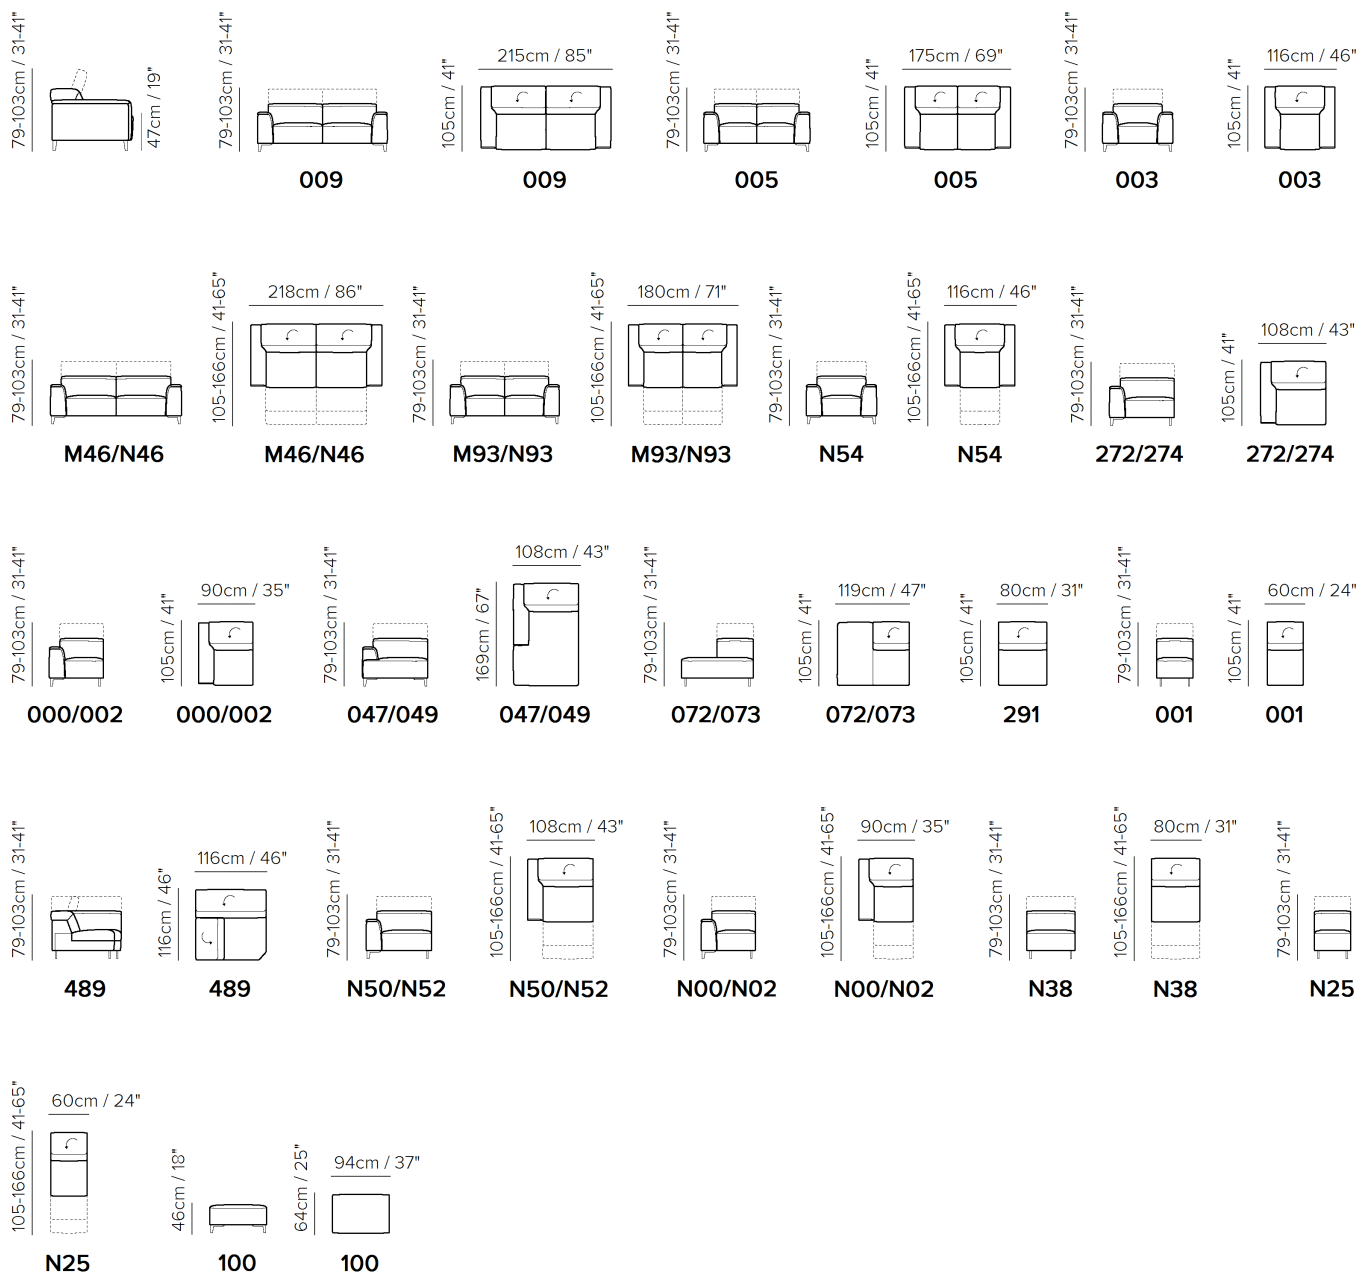 79-103cm / 31-41"
47cm / 19"
79-103cm / 31-41"
009
215cm / 85"
105cm / 41"
009
79-103cm / 31-41"
005
175cm / 69"
105cm / 41"
005
79-103cm / 31-41"
003
116cm / 46"
105cm / 41"
003
79-103cm / 31-41"
M46/N46
218cm / 86"
105-166cm / 41-65"
M46/N46
79-103cm / 31-41"
M93/N93
180cm / 71"
105-166cm / 41-65"
M93/N93
79-103cm / 31-41"
N54
116cm / 46"
105-166cm / 41-65"
N54
79-103cm / 31-41"
272/274
108cm / 43"
105cm / 41"
272/274
79-103cm / 31-41"
000/002
90cm / 35"
105cm / 41"
000/002
79-103cm / 31-41"
047/049
108cm / 43"
169cm / 67"
047/049
79-103cm / 31-41"
072/073
119cm / 47"
105cm / 41"
072/073
80cm / 31"
105cm / 41"
291
79-103cm / 31-41"
001
60cm / 24"
105cm / 41"
001
79-103cm / 31-41"
489
116cm / 46"
116cm / 46"
489
79-103cm / 31-41"
N50/N52
108cm / 43"
105-166cm / 41-65"
N50/N52
79-103cm / 31-41"
N00/N02
90cm / 35"
105-166cm / 41-65"
N00/N02
79-103cm / 31-41"
N38
80cm / 31"
105-166cm / 41-65"
N38
79-103cm / 31-41"
N25
60cm / 24"
105-166cm / 41-65"
N25
46cm / 18"
100
94cm / 37"
64cm / 25"
100